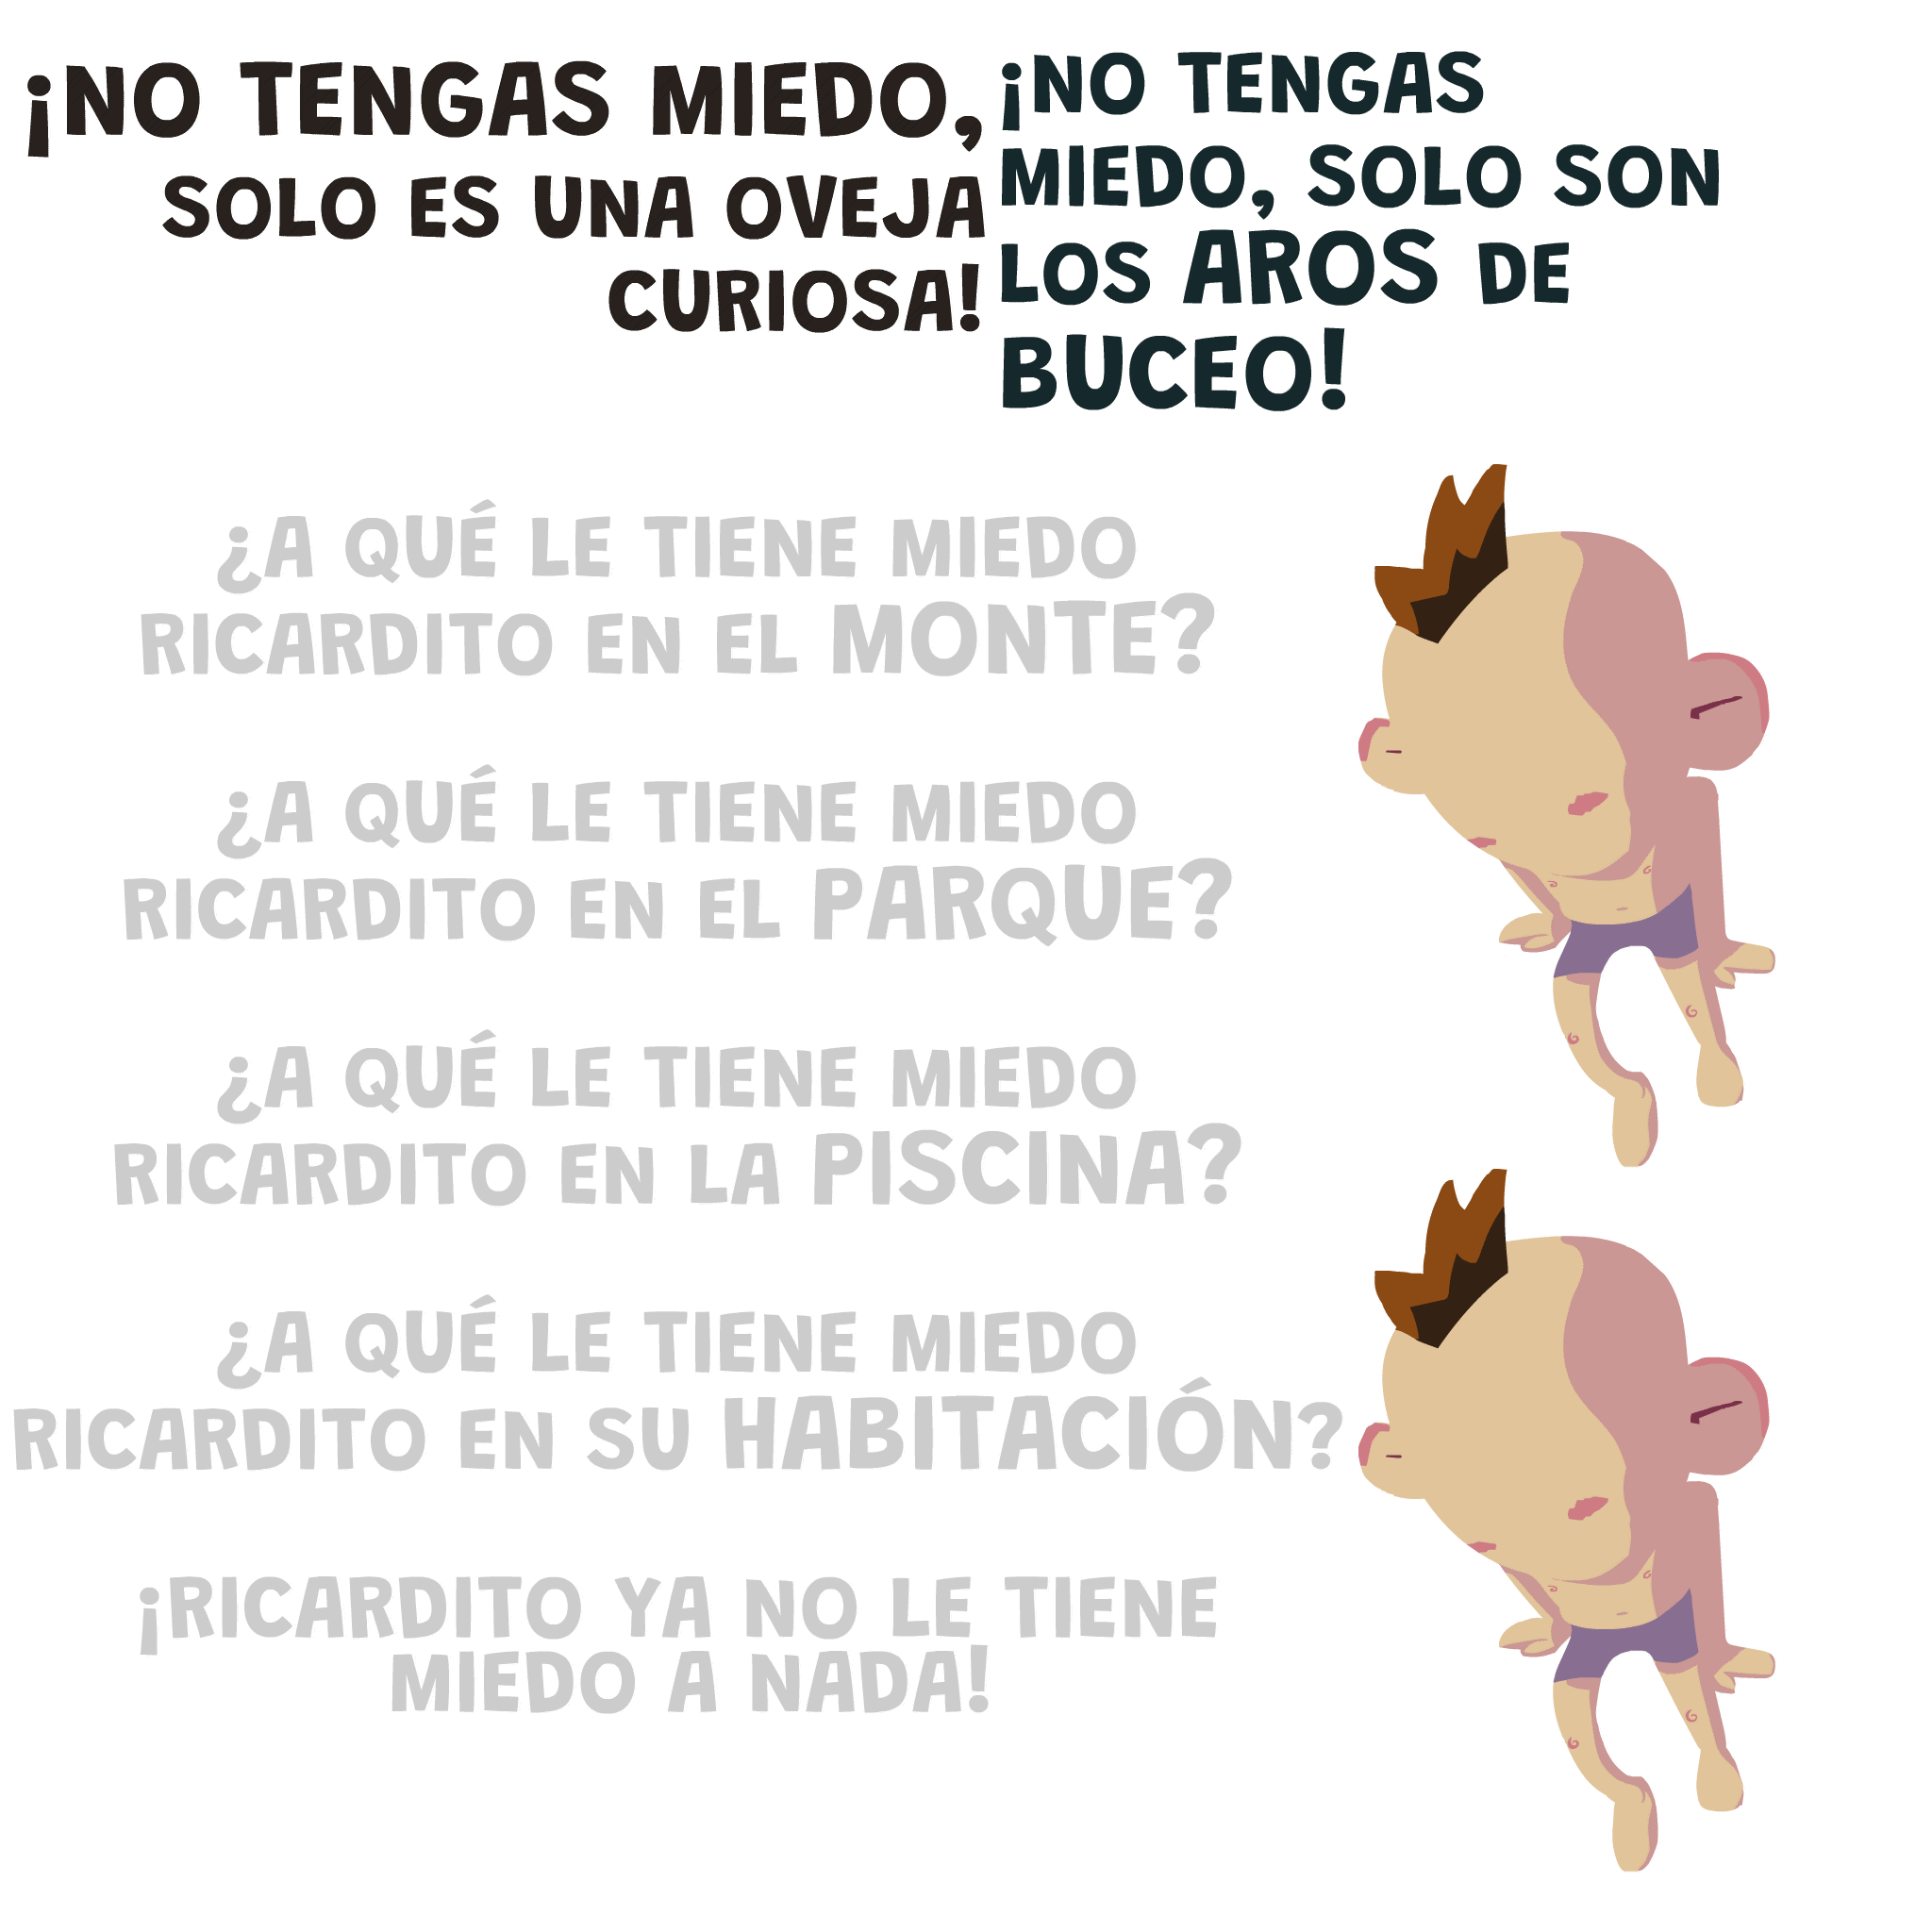 ¡NO TENGAS MIEDO,
SOLO ES UNA OVEJA
CURIOSA!
¡NO TENGAS
MIEDO, SOLO SON
LOS AROS DE
BUCEO!
¿A QUÉ LE TIENE MIEDO
RICARDITO EN EL MONTE?
¿A QUÉ LE TIENE MIEDO
RICARDITO EN EL PARQUE?
¿A QUÉ LE TIENE MIEDO
RICARDITO EN LA PISCINA?
¿A QUÉ LE TIENE MIEDO
RICARDITO EN SU HABITACIÓN?
¡RICARDITO YA NO LE TIENE
MIEDO A NADA!